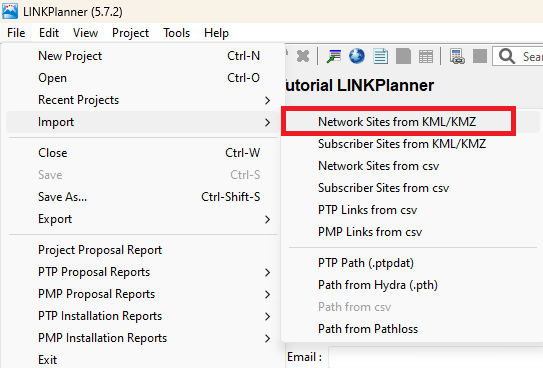 LINKPlanner (5.7.2)
File Edit View Project Tools Help
New Project Ctrl-N
Open Ctrl-O
Recent Projects
Import
Close Ctrl-W
Save Ctrl-S
Save As... Ctrl-Shift-S
Export
Project Proposal Report
PTP Proposal Reports
PMP Proposal Reports
PTP Installation Reports
PMP Installation Reports
Exit
Sear
utorial LINKPlanner
Network Sites from KML/KMZ
Subscriber Sites from KML/KMZ
Network Sites from csv
Subscriber Sites from csv
PTP Links from csv
PMP Links from csv
PTP Path (.ptpdat)
Path from Hydra (.pth)
Path from csv
Path from Pathloss
Email :